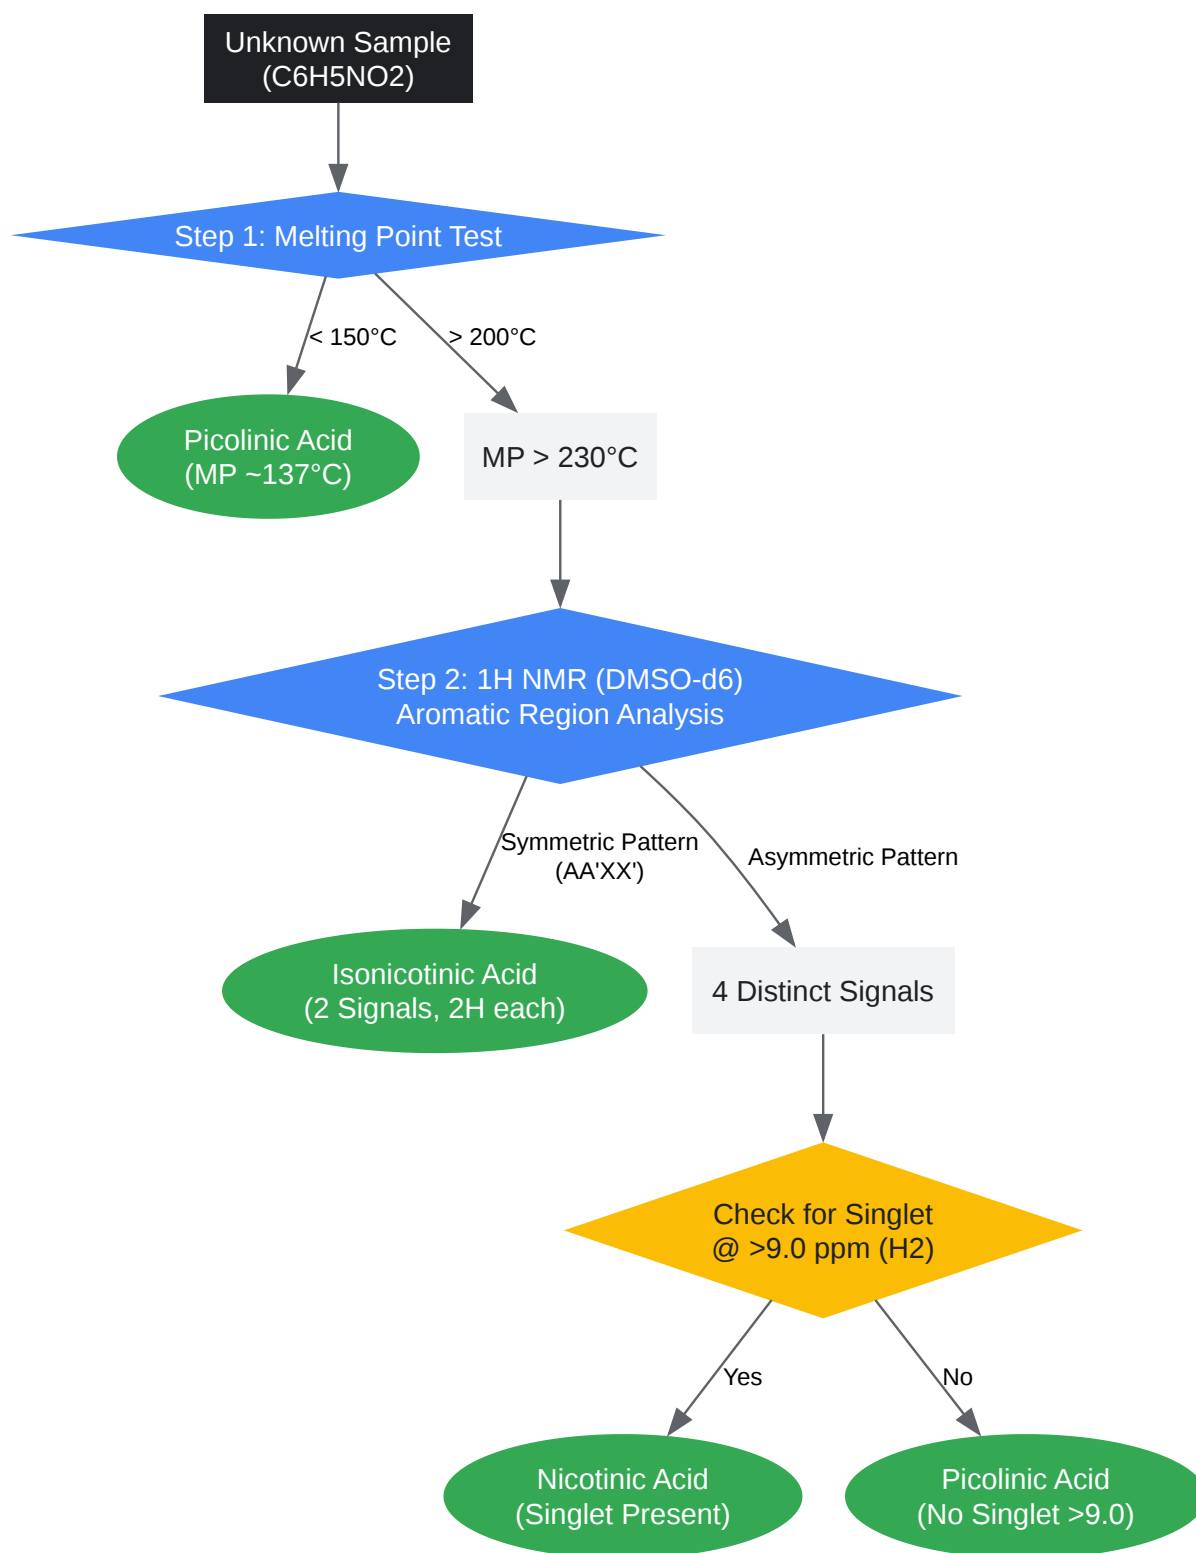 Unknown Sample
(C6H5NO2)
Step 1: Melting Point Test
< 150°C
> 200°C
Picolinic Acid
(MP ~137°C)
MP > 230°C
Step 2: 1H NMR (DMSO-d6)
Aromatic Region Analysis
Symmetric Pattern
(AA'XX')
Asymmetric Pattern
Isonicotinic Acid
(2 Signals, 2H each)
4 Distinct Signals
Check for Singlet
@ >9.0 ppm (H2)
Yes
No
Nicotinic Acid
(Singlet Present)
Picolinic Acid
(No Singlet >9.0)